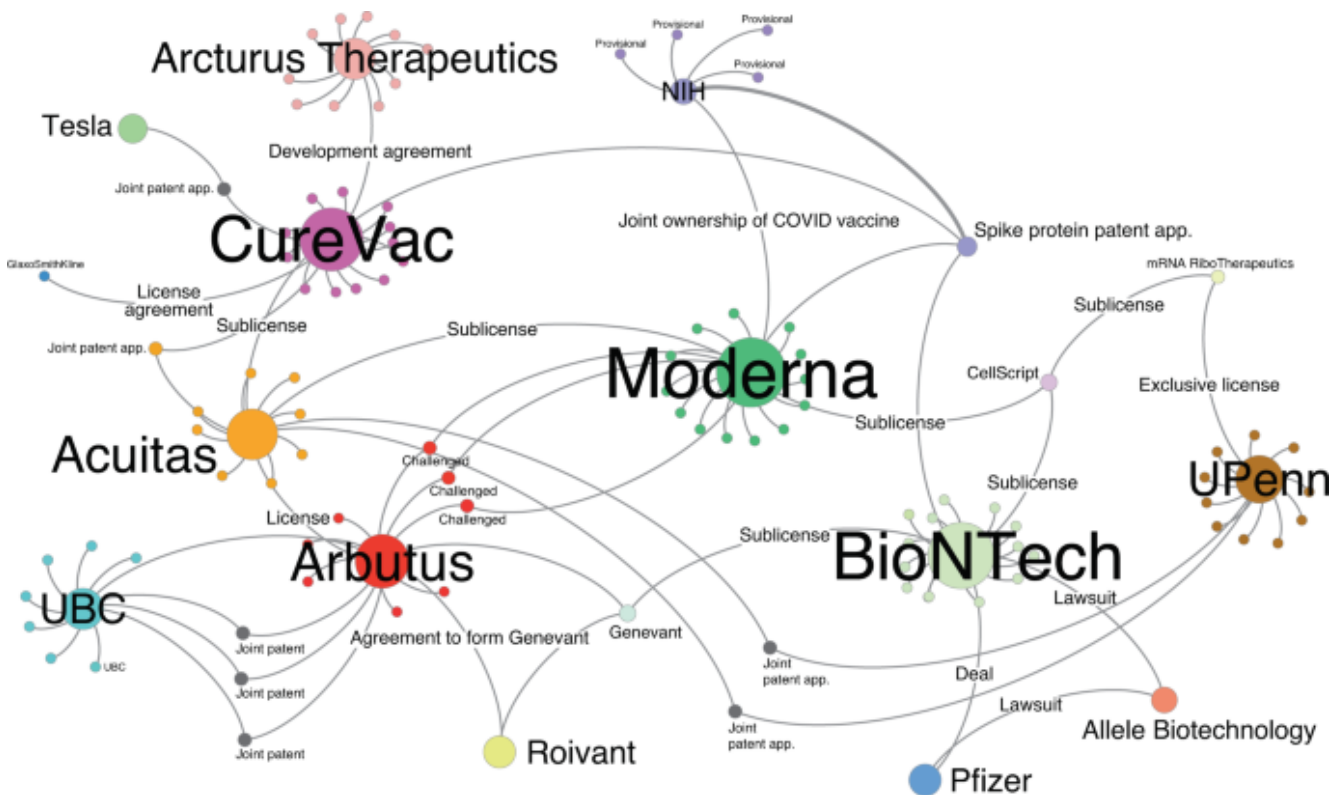 Provisional
Provisional
Provisional
Arcturus Therapeutics
Provisional
NIH
Tesla
Development agreement
Joint patent app.
Joint ownership of COVID vaccine
CureVac
Spike protein patent app.
GlaxoSmithKline
mRNA RiboTherapeutics
License
agreement
Sublicense
Sublicense
Sublicense
Joint patent app.
Moderna
CellScript
Exclusive license
Sublicense
Acuitas
Challenged
Challenged
Challenged
UPenn
Sublicense
License
Sublicense
Arbutus
BioNTech
UBC
Lawsuit
Agreement to form Genevant
Genevant
Joint patent
UBC
Joint
patent app.
Deal
Joint patent
Lawsuit
Joint
patent app.
Allele Biotechnology
Joint patent
Roivant
Pfizer